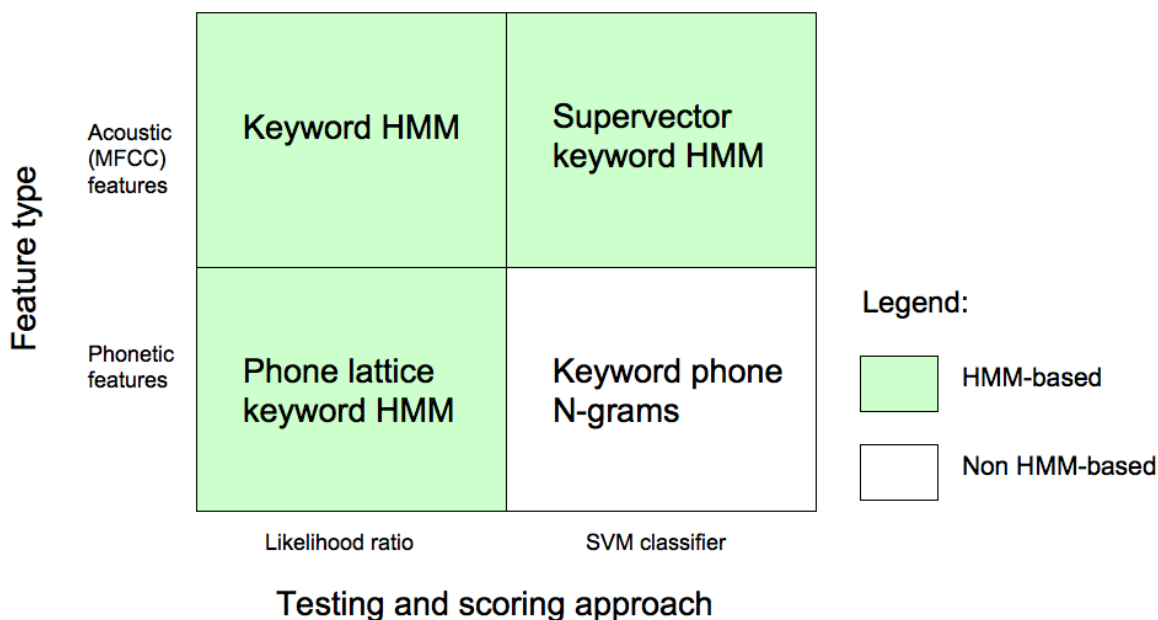 Feature type
Acoustic
(MFCC)
features
Keyword HMM
Supervector
keyword HMM
Phonetic
features
Phone lattice
keyword HMM
Keyword phone
N-grams
Legend:
HMM-based
Non HMM-based
Likelihood ratio
SVM classifier
Testing and scoring approach